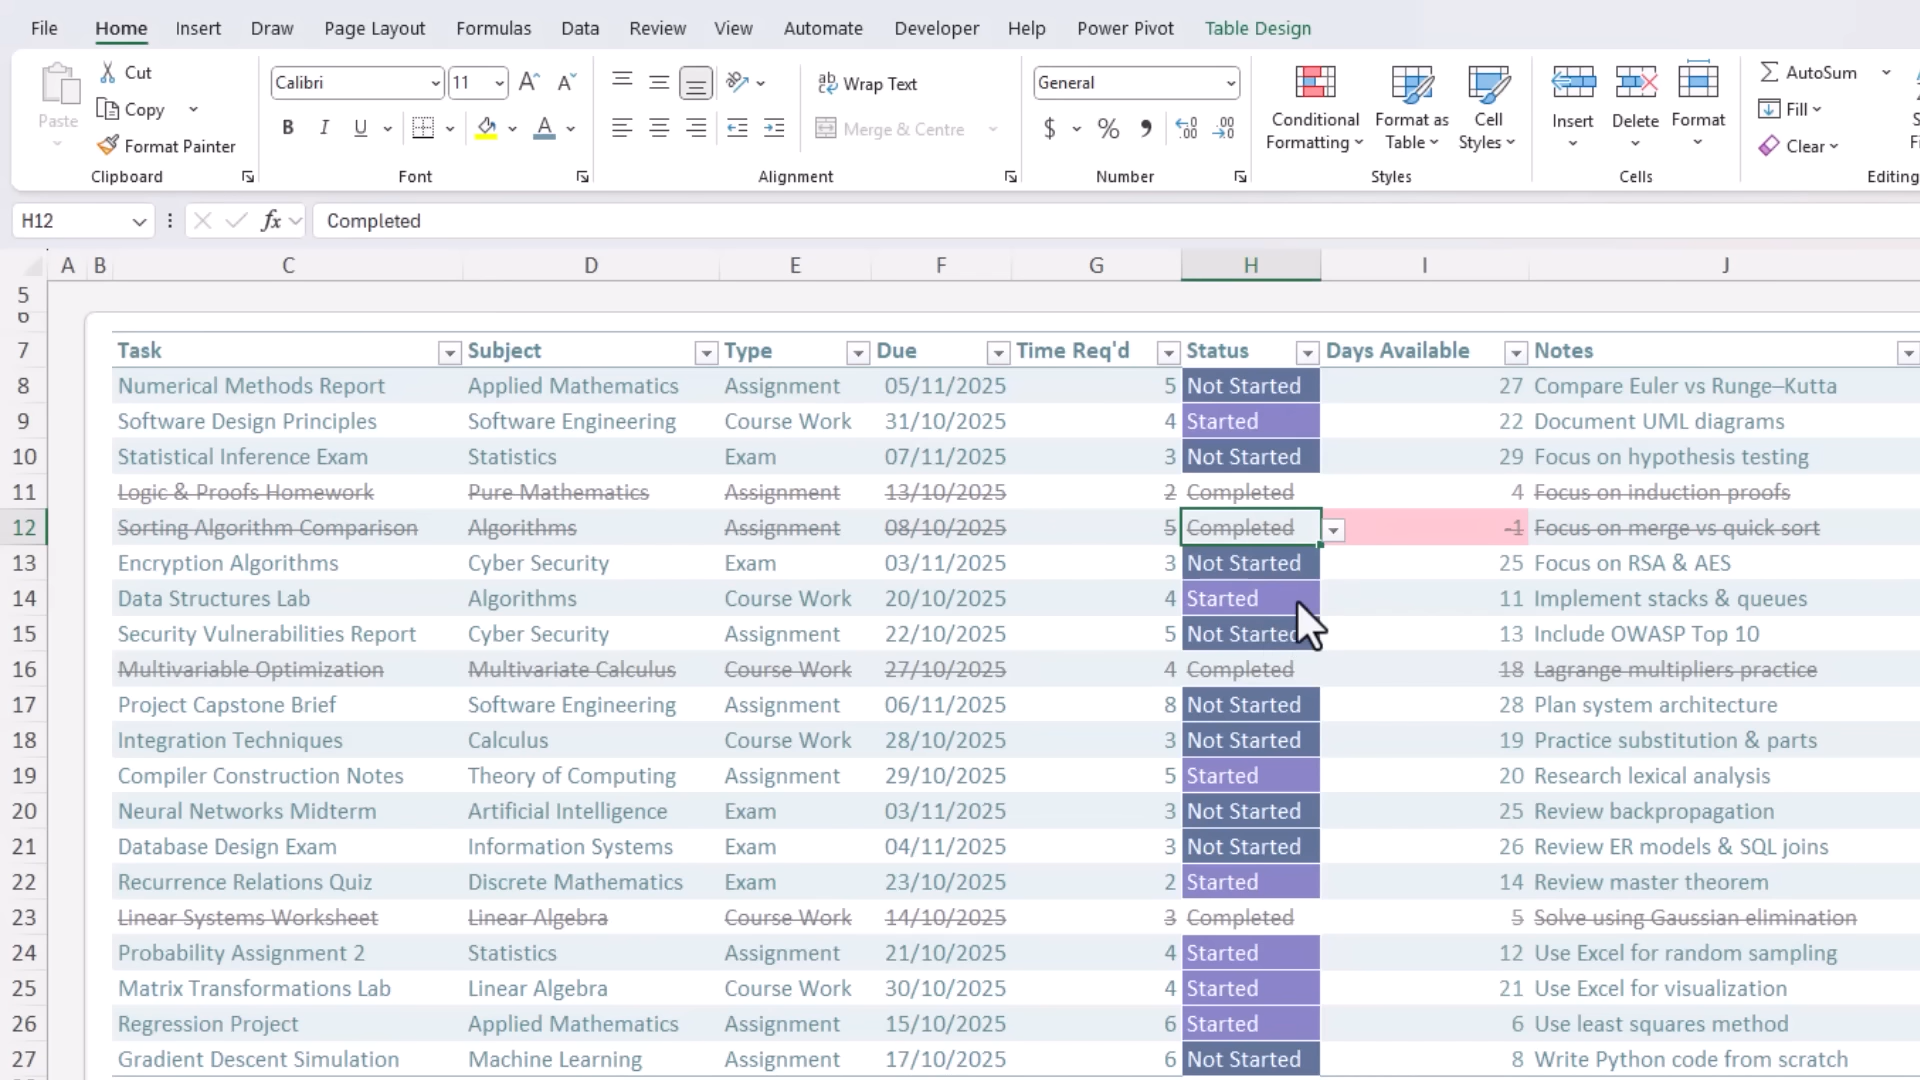 File Home Insert Draw Page Layout Formulas Data Review View Automate Developer Help Power Pivot Table Design
Paste
Cut
Copy
Format Painter
Clipboard
Calibri 11
B I U
Font
Wrap Text
Merge & Centre
Alignment
General
$ %
Number
Conditional Formatting
Format as Table
Cell Styles
Styles
Insert Delete Format
Cells
AutoSum
Fill
Clear
Editing
H12 fx Completed
A B C D E F G H I J
5
6
7 Task Subject Type Due Time Req'd Status Days Available Notes
8 Numerical Methods Report Applied Mathematics Assignment 05/11/2025 5 Not Started 27 Compare Euler vs Runge–Kutta
9 Software Design Principles Software Engineering Course Work 31/10/2025 4 Started 22 Document UML diagrams
10 Statistical Inference Exam Statistics Exam 07/11/2025 3 Not Started 29 Focus on hypothesis testing
11 Logic & Proofs Homework Pure Mathematics Assignment 13/10/2025 2 Completed 4 Focus on induction proofs
12 Sorting Algorithm Comparison Algorithms Assignment 08/10/2025 5 Completed -1 Focus on merge vs quick sort
13 Encryption Algorithms Cyber Security Exam 03/11/2025 3 Not Started 25 Focus on RSA & AES
14 Data Structures Lab Algorithms Course Work 20/10/2025 4 Started 11 Implement stacks & queues
15 Security Vulnerabilities Report Cyber Security Assignment 22/10/2025 5 Not Started 13 Include OWASP Top 10
16 Multivariable Optimization Multivariate Calculus Course Work 27/10/2025 4 Completed 18 Lagrange multipliers practice
17 Project Capstone Brief Software Engineering Assignment 06/11/2025 8 Not Started 28 Plan system architecture
18 Integration Techniques Calculus Course Work 28/10/2025 3 Not Started 19 Practice substitution & parts
19 Compiler Construction Notes Theory of Computing Assignment 29/10/2025 5 Started 20 Research lexical analysis
20 Neural Networks Midterm Artificial Intelligence Exam 03/11/2025 3 Not Started 25 Review backpropagation
21 Database Design Exam Information Systems Exam 04/11/2025 3 Not Started 26 Review ER models & SQL joins
22 Recurrence Relations Quiz Discrete Mathematics Exam 23/10/2025 2 Started 14 Review master theorem
23 Linear Systems Worksheet Linear Algebra Course Work 14/10/2025 3 Completed 5 Solve using Gaussian elimination
24 Probability Assignment 2 Statistics Assignment 21/10/2025 4 Started 12 Use Excel for random sampling
25 Matrix Transformations Lab Linear Algebra Course Work 30/10/2025 4 Started 21 Use Excel for visualization
26 Regression Project Applied Mathematics Assignment 15/10/2025 6 Started 6 Use least squares method
27 Gradient Descent Simulation Machine Learning Assignment 17/10/2025 6 Not Started 8 Write Python code from scratch